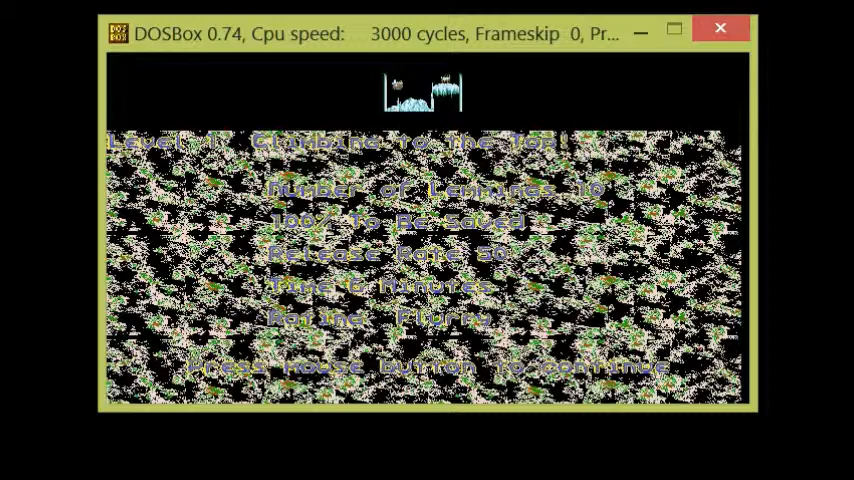 DOSBox 0.74, Cpu speed: 3000 cycles, Frameskip 0, Pr...
Level 1 Climbing to the Top!
Number of Lemmings 10
100% To Be Saved
Release Rate 50
Time 6 Minutes
Rating Flurry
Press mouse button to continue